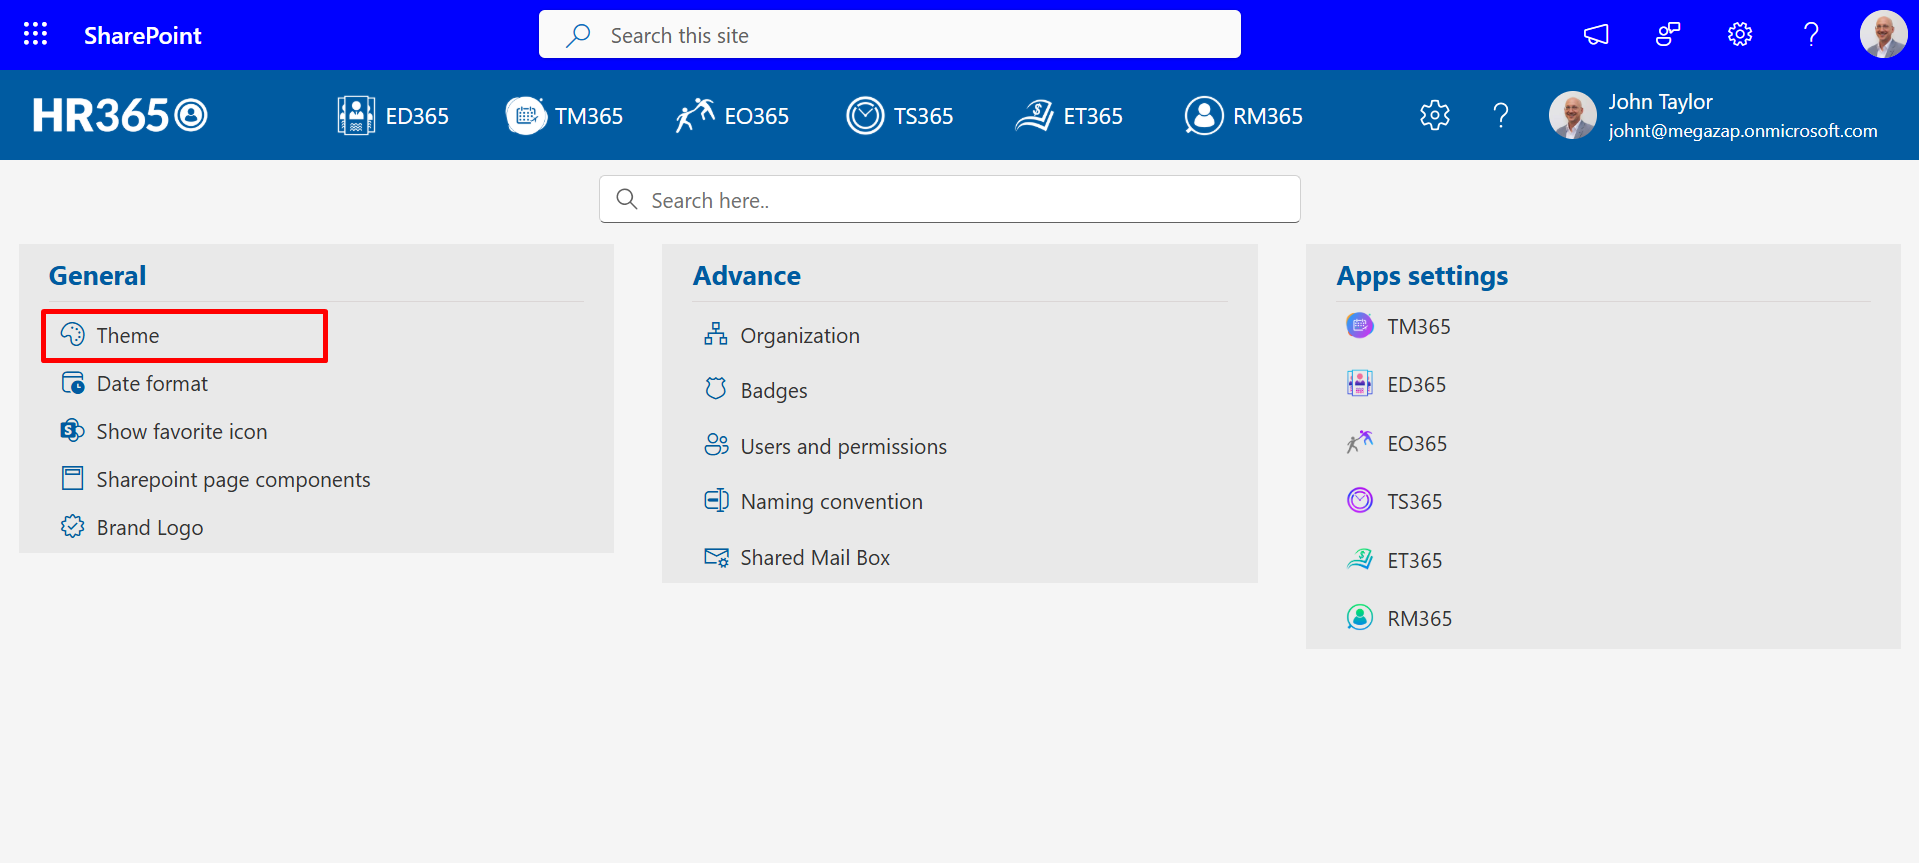 SharePoint
Search this site
HR365
ED365
TM365
EO365
TS365
ET365
RM365
John Taylor
johnt@megazap.onmicrosoft.com
Search here..
General
Theme
Date format
Show favorite icon
Sharepoint page components
Brand Logo
Advance
Organization
Badges
Users and permissions
Naming convention
Shared Mail Box
Apps settings
TM365
ED365
EO365
TS365
ET365
RM365